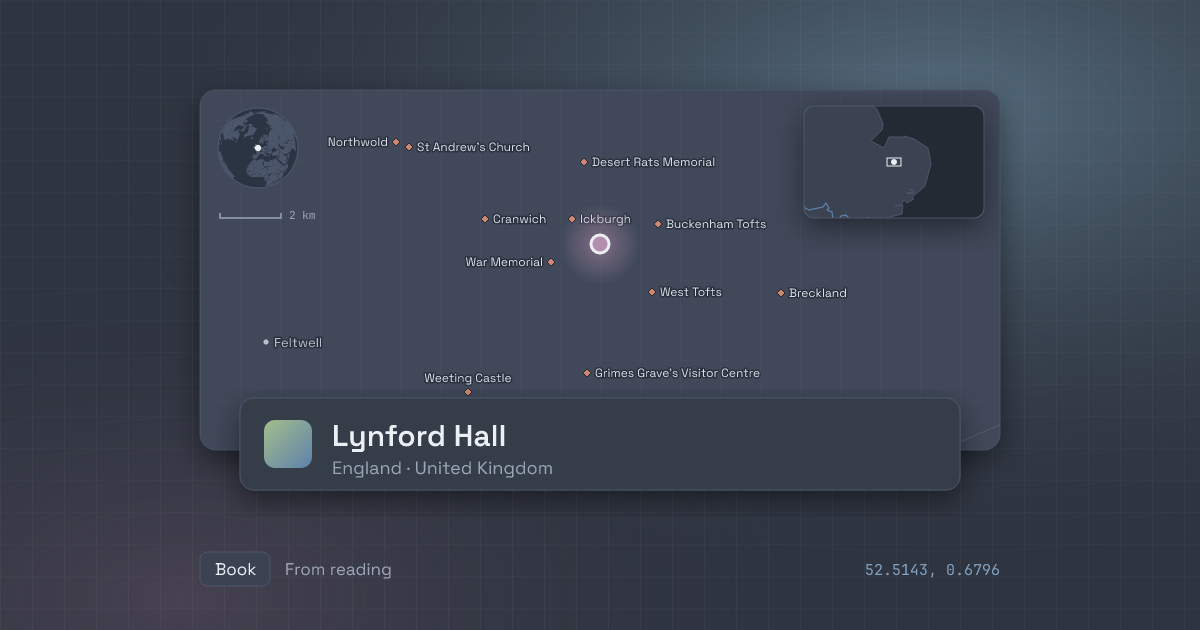 Northwold
St Andrew's Church
Desert Rats Memorial
2 km
Cranwich
Ickburgh
Buckenham Tofts
War Memorial
West Tofts
Breckland
Feltwell
Weeting Castle
Grimes Grave's Visitor Centre
Lynford Hall
England · United Kingdom
Book
From reading
52.5143, 0.6796